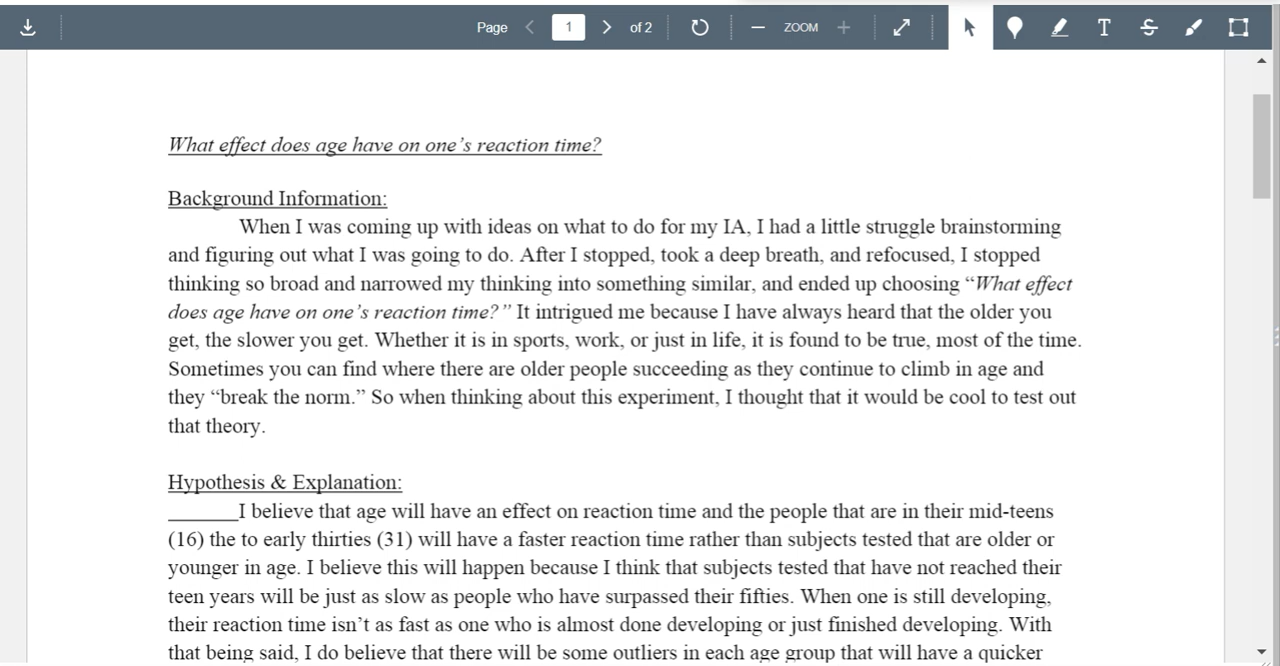 Page 1 of 2 ZOOM T S
What effect does age have on one’s reaction time?
Background Information:
When I was coming up with ideas on what to do for my IA, I had a little struggle brainstorming
and figuring out what I was going to do. After I stopped, took a deep breath, and refocused, I stopped
thinking so broad and narrowed my thinking into something similar, and ended up choosing “What effect
does age have on one’s reaction time?” It intrigued me because I have always heard that the older you
get, the slower you get. Whether it is in sports, work, or just in life, it is found to be true, most of the time.
Sometimes you can find where there are older people succeeding as they continue to climb in age and
they “break the norm.” So when thinking about this experiment, I thought that it would be cool to test out
that theory.
Hypothesis & Explanation:
I believe that age will have an effect on reaction time and the people that are in their mid-teens
(16) the to early thirties (31) will have a faster reaction time rather than subjects tested that are older or
younger in age. I believe this will happen because I think that subjects tested that have not reached their
teen years will be just as slow as people who have surpassed their fifties. When one is still developing,
their reaction time isn’t as fast as one who is almost done developing or just finished developing. With
that being said, I do believe that there will be some outliers in each age group that will have a quicker